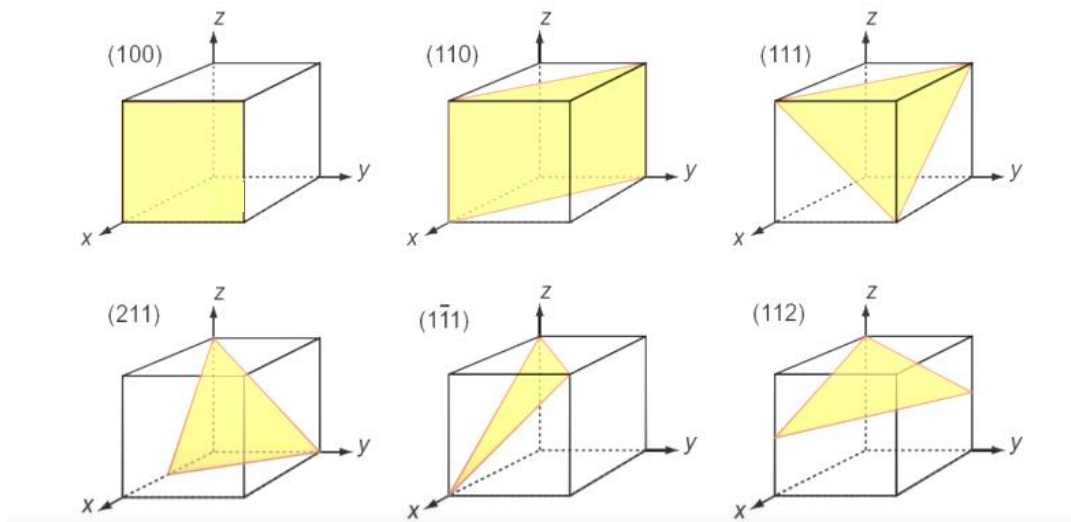 z z z
(100) (110) (111)
y y y
x x x
z z z
(211) (11̅1) (112)
y y y
x x x